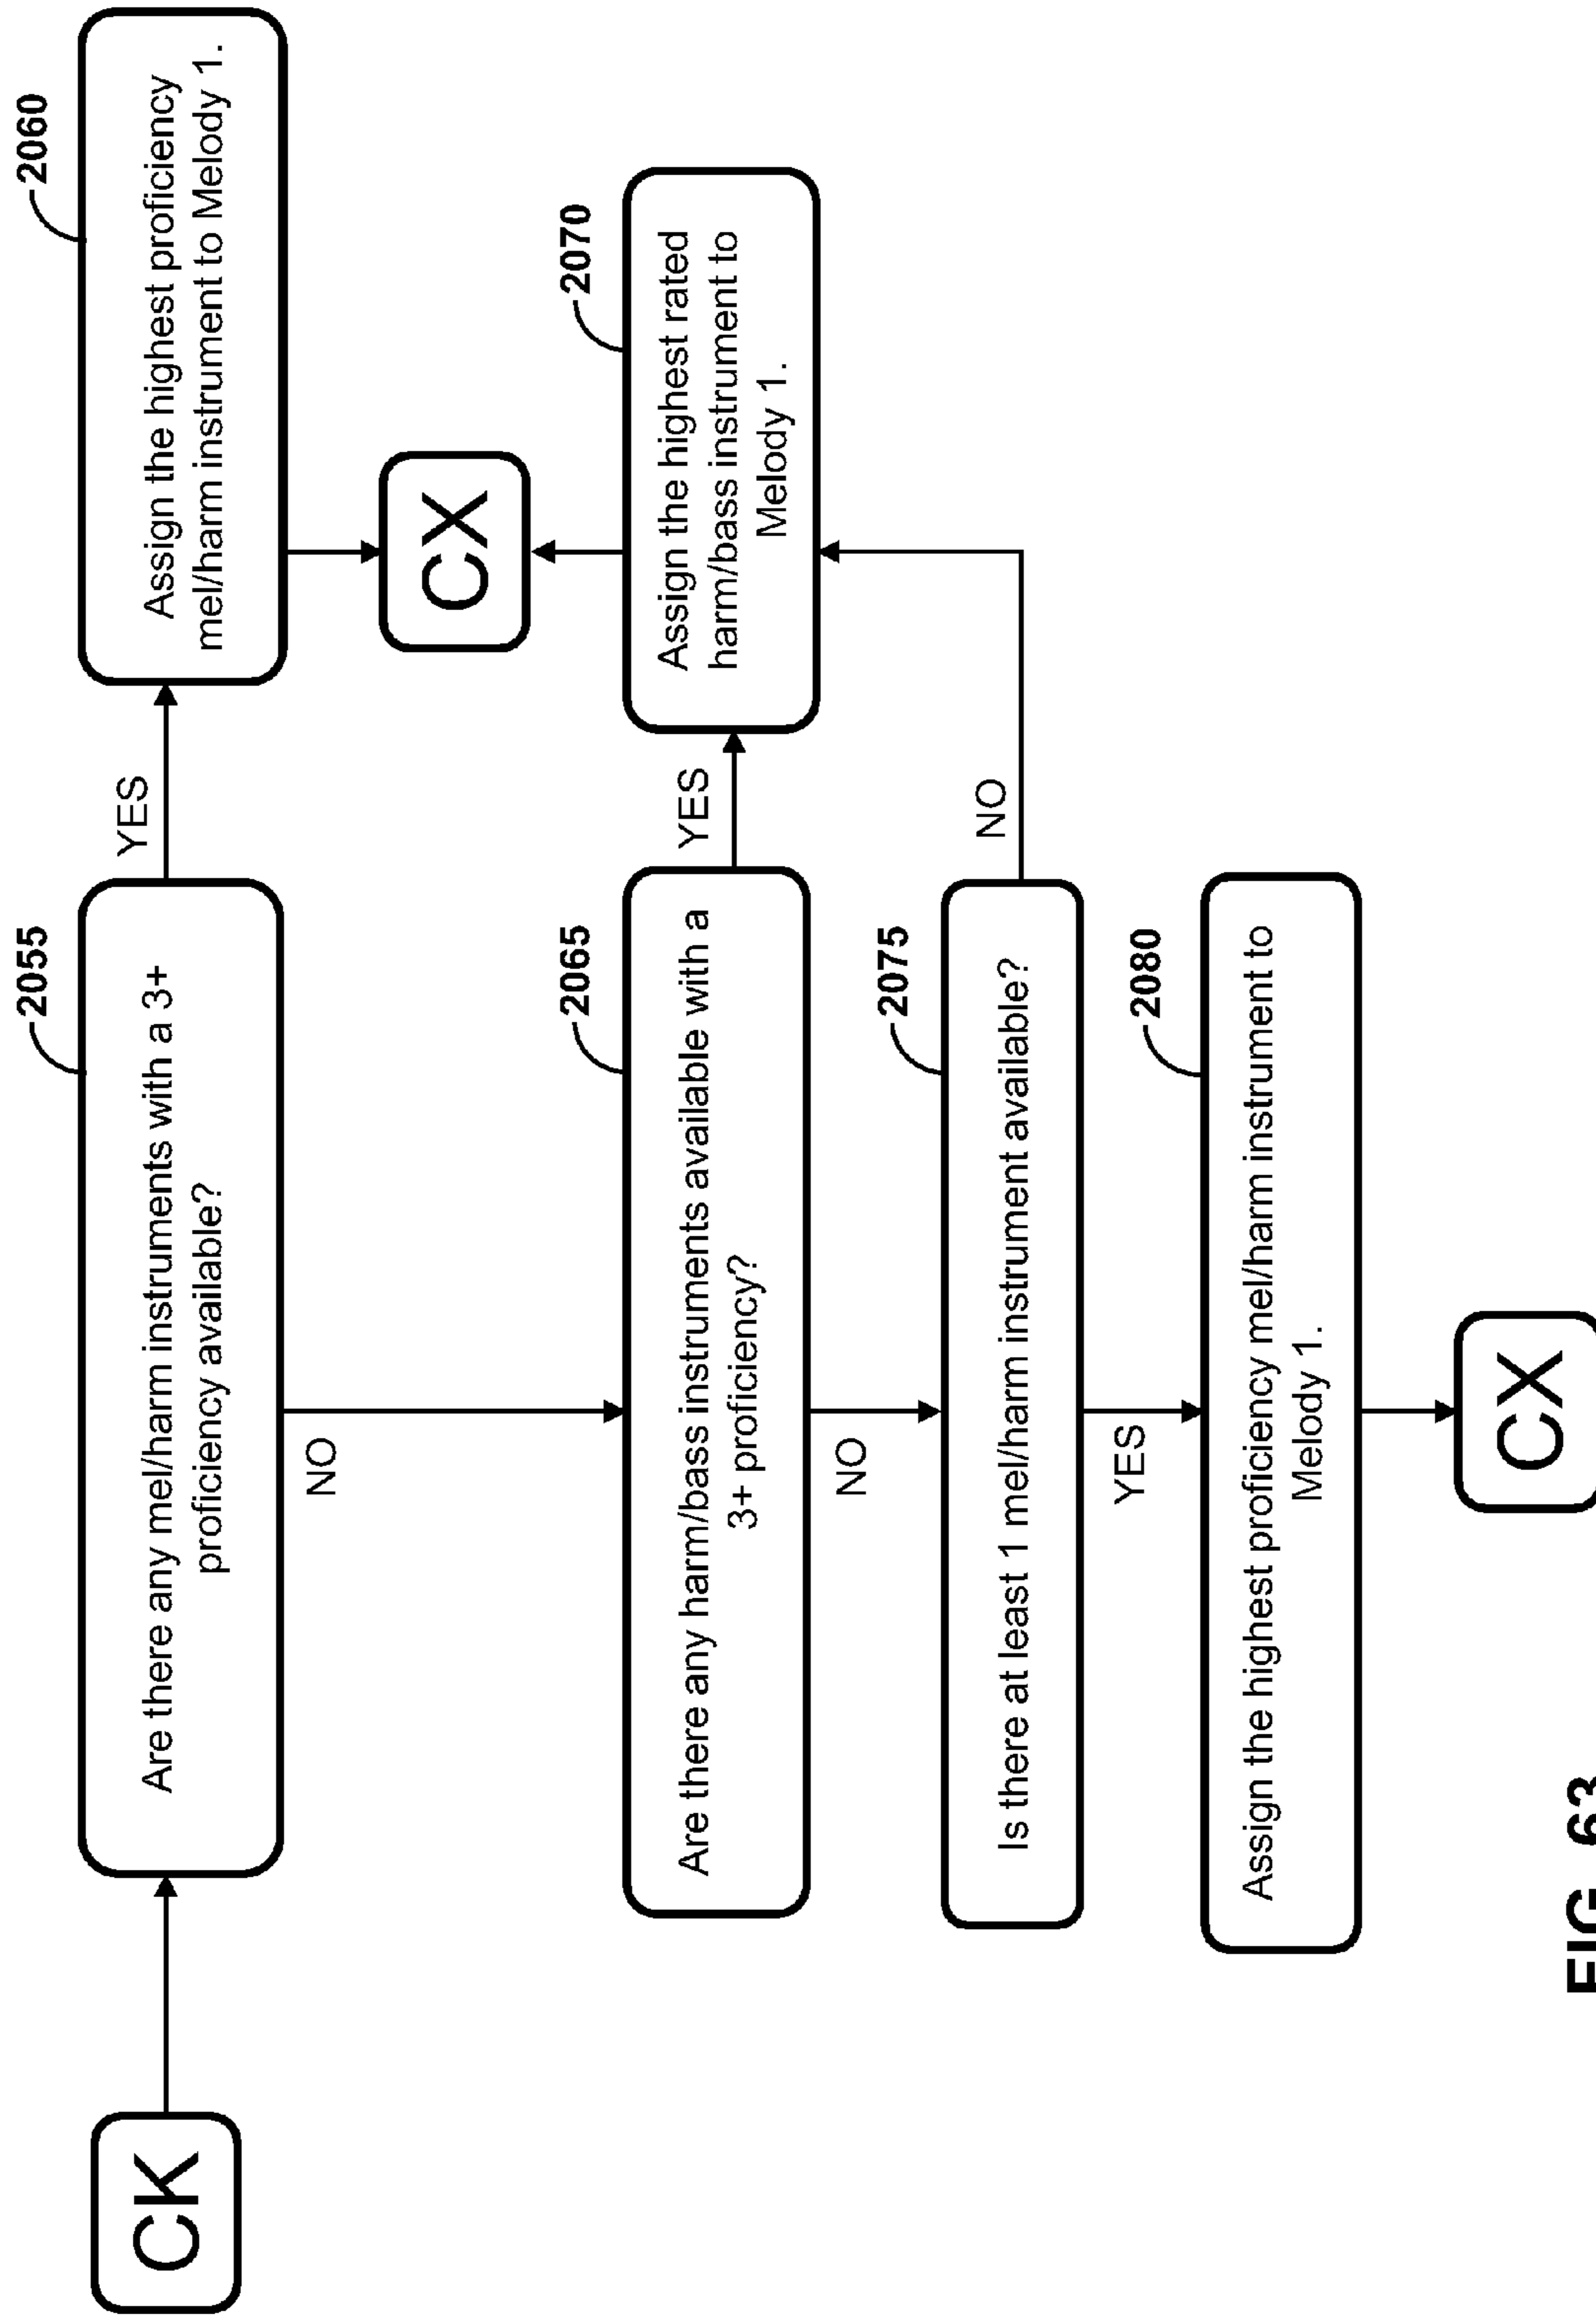 CK
2055
Are there any mel/harm instruments with a 3+
proficiency available?
YES
2060
Assign the highest proficiency
mel/harm instrument to Melody 1.
NO
CX
2065
Are there any harm/bass instruments available with a
3+ proficiency?
YES
2070
Assign the highest rated
harm/bass instrument to
Melody 1.
NO
2075
Is there at least 1 mel/harm instrument available?
NO
YES
2080
Assign the highest proficiency mel/harm instrument to
Melody 1.
CX
FIG. 63